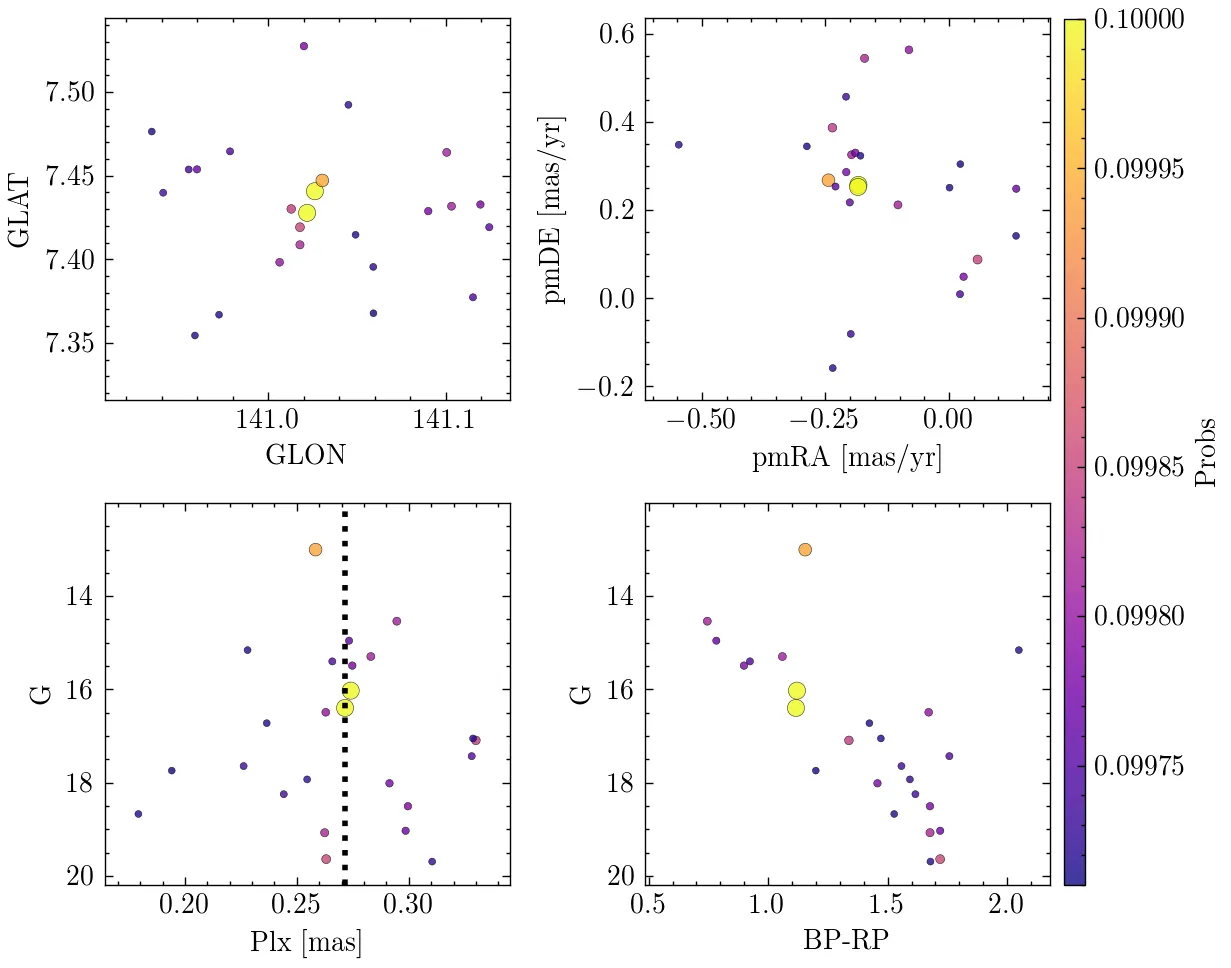 7.50
7.45
7.40
7.35
GLAT
141.0 141.1
GLON
0.6
0.4
0.2
0.0
−0.2
pmDE [mas/yr]
−0.50 −0.25 0.00
pmRA [mas/yr]
14
16
18
20
G
0.20 0.25 0.30
Plx [mas]
14
16
18
20
G
0.5 1.0 1.5 2.0
BP-RP
0.10000
0.09995
0.09990
0.09985
0.09980
0.09975
Probs